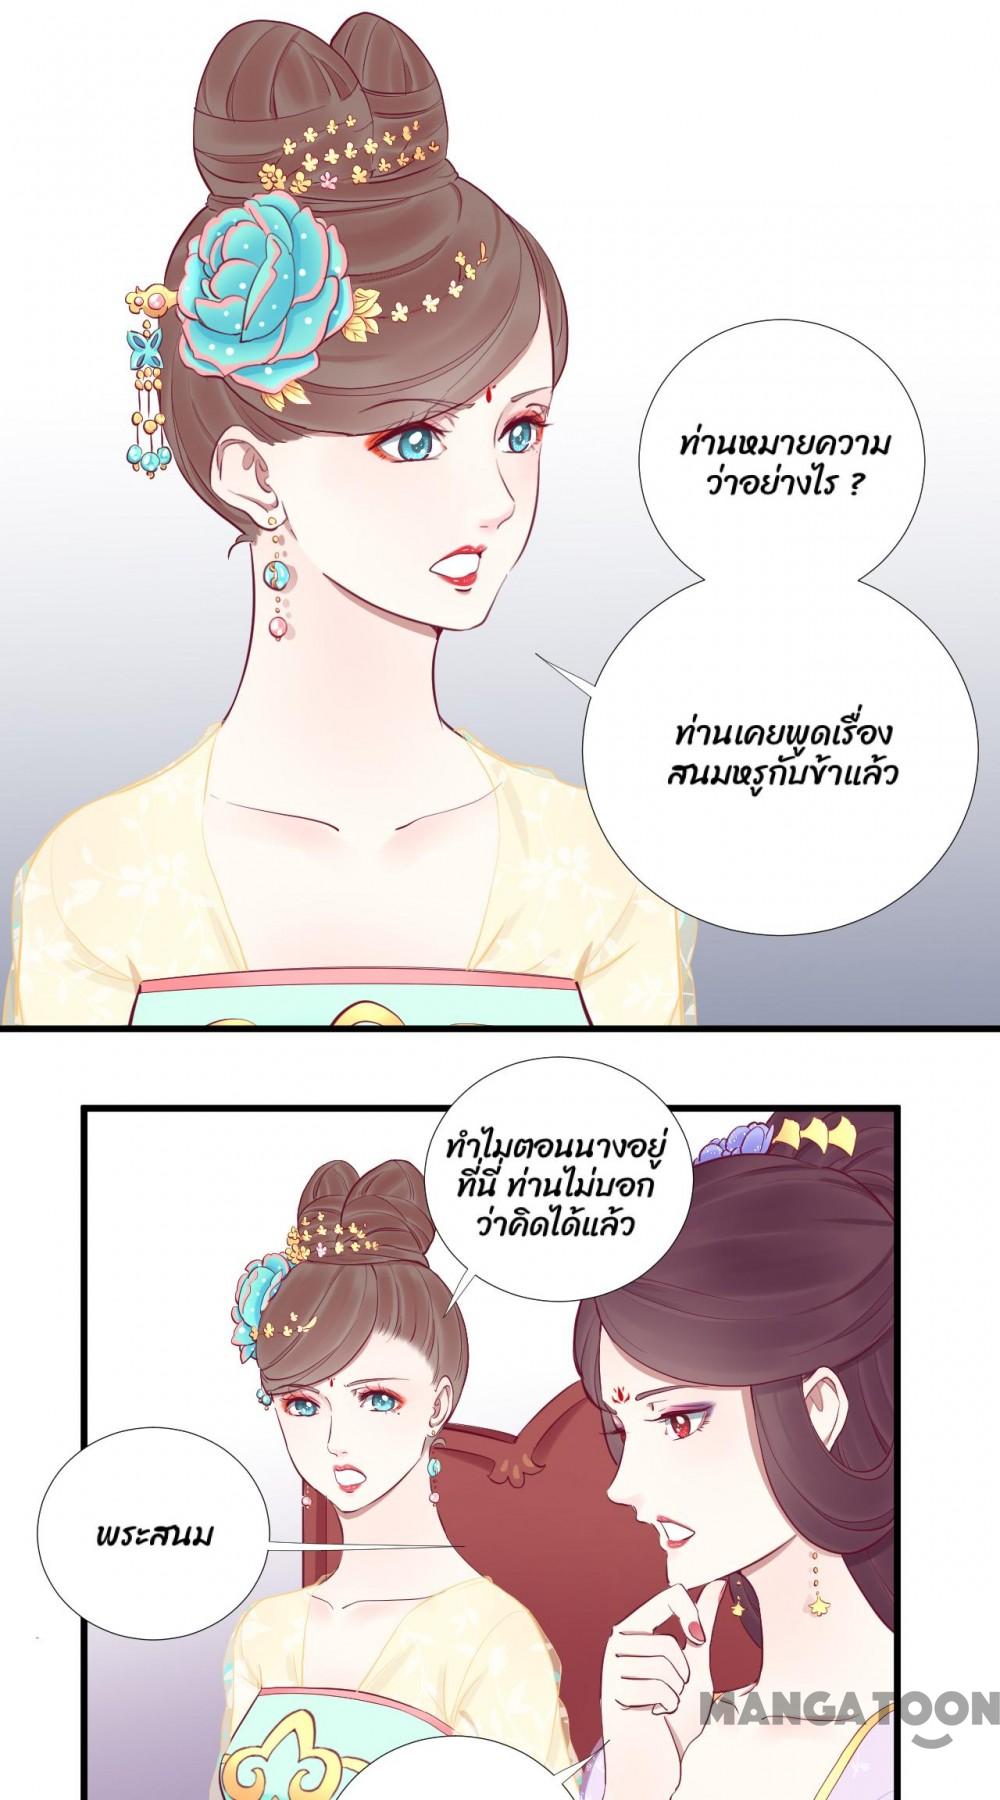 ท่านหมายความ
ว่าอย่างไร ?
ท่านเคยพูดเรื่อง
สนมหรูกับข้าแล้ว
ทำไมตอนนางอยู่
ที่นี่ ท่านไม่บอก
ว่าคิดได้แล้ว
พระสนม
MANGATOON